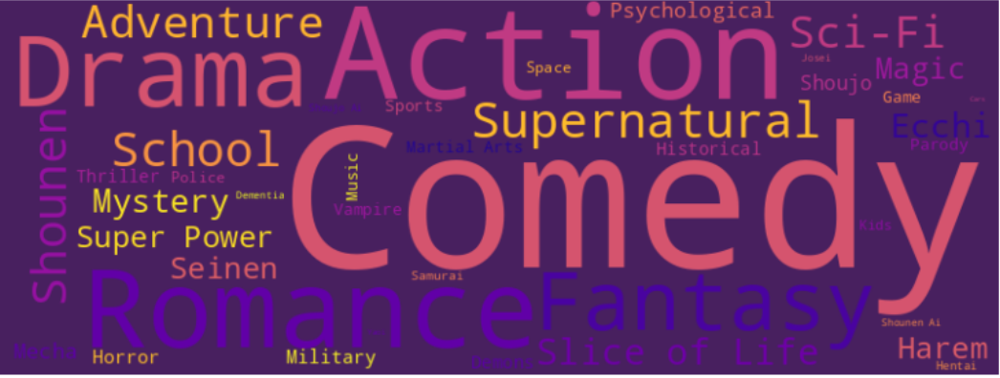 Adventure
Action
Psychological
Sci-Fi
Drama
Space
Josei
Shoujo
Magic
Game
Cars
Sports
Supernatural
Ecchi
Shounen
School
Comedy
Martial Arts
Historical
Parody
Thriller
Police
Music
Mystery
Dementia
Vampire
Super Power
Kids
Seinen
Samurai
Romance
Fantasy
Shounen Ai
Mecha
Horror
Military
Demons
Slice of Life
Harem
Hentai